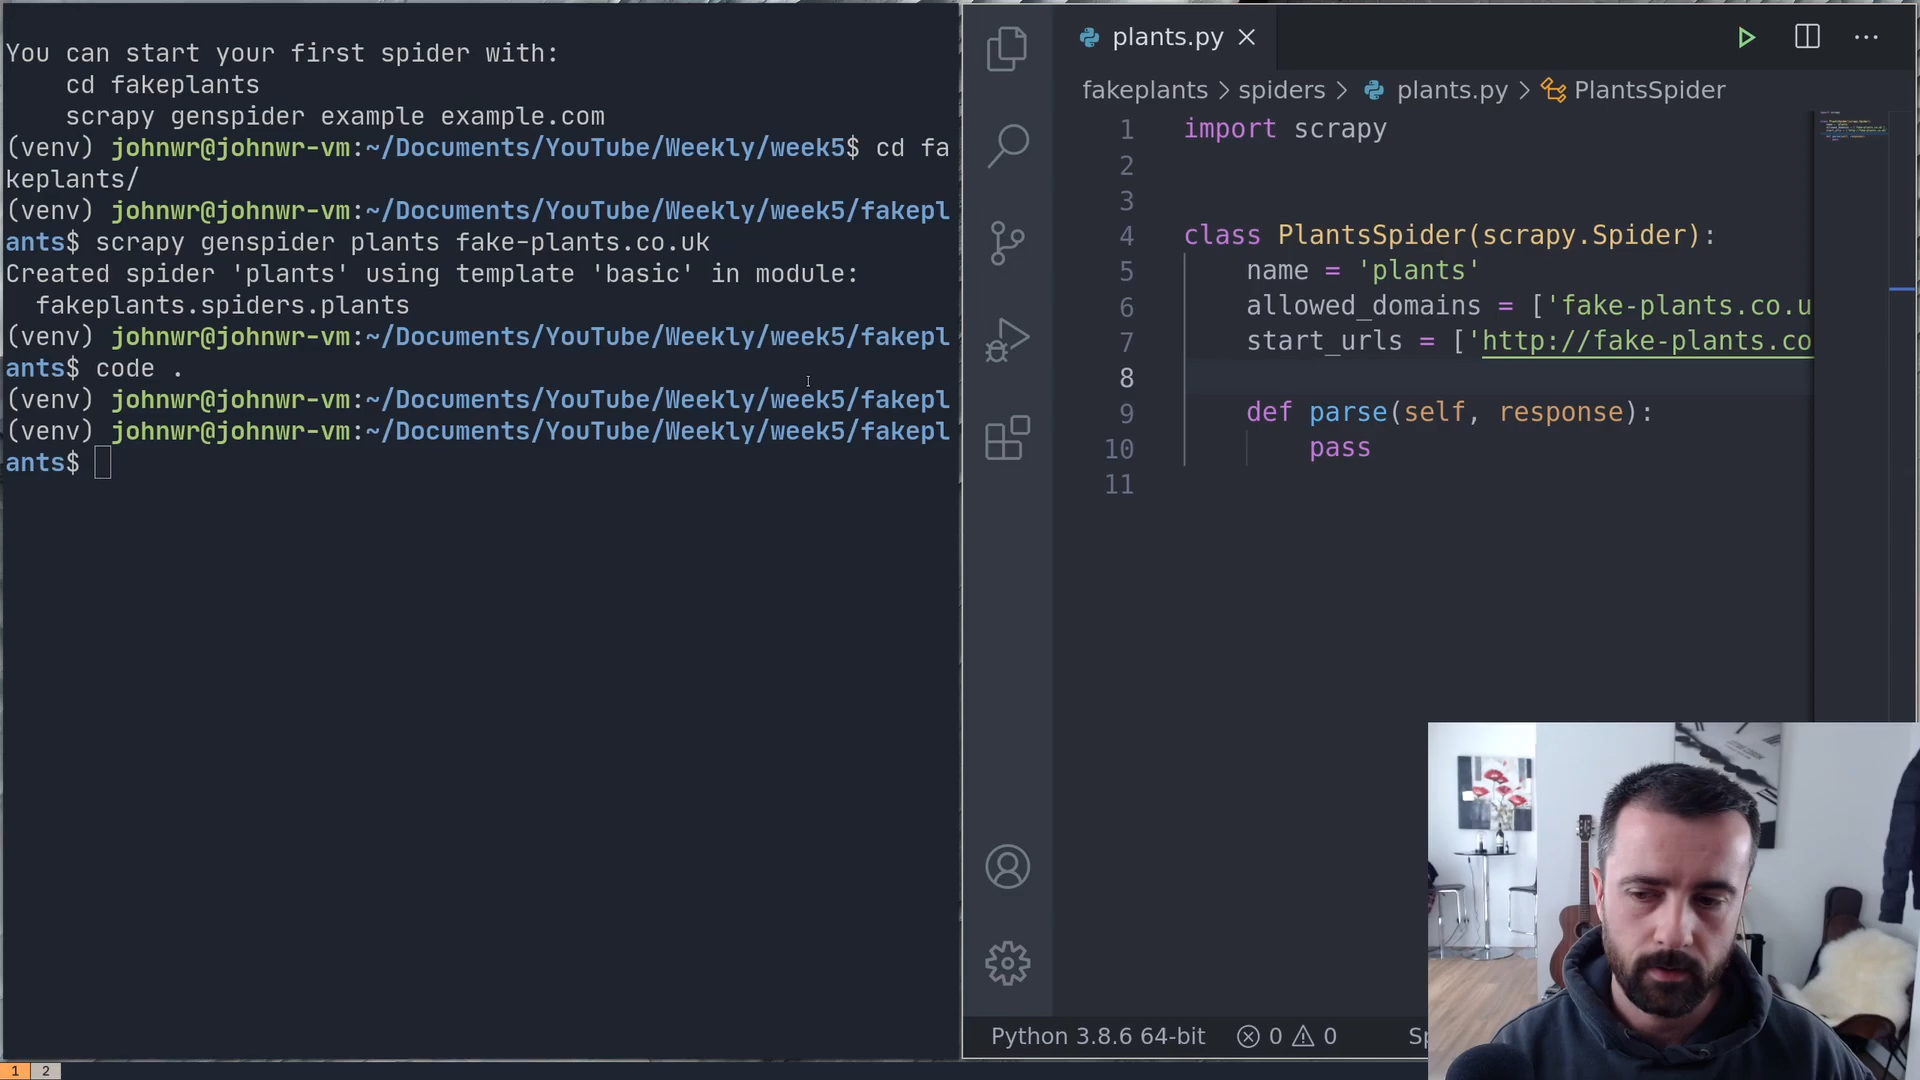 You can start your first spider with:
cd fakeplants
scrapy genspider example example.com
(venv) johnwr@johnwr-vm:~/Documents/YouTube/Weekly/week5$ cd fa
keplants/
(venv) johnwr@johnwr-vm:~/Documents/YouTube/Weekly/week5/fakepl
ants$ scrapy genspider plants fake-plants.co.uk
Created spider 'plants' using template 'basic' in module:
fakeplants.spiders.plants
(venv) johnwr@johnwr-vm:~/Documents/YouTube/Weekly/week5/fakepl
ants$ code .
(venv) johnwr@johnwr-vm:~/Documents/YouTube/Weekly/week5/fakepl
(venv) johnwr@johnwr-vm:~/Documents/YouTube/Weekly/week5/fakepl
ants$
1 2
plants.py
fakeplants > spiders > plants.py > PlantsSpider
1 import scrapy
2
3
4 class PlantsSpider(scrapy.Spider):
5 name = 'plants'
6 allowed_domains = ['fake-plants.co.u
7 start_urls = ['http://fake-plants.co
8
9 def parse(self, response):
10 pass
11
Python 3.8.6 64-bit 0 0 Sp